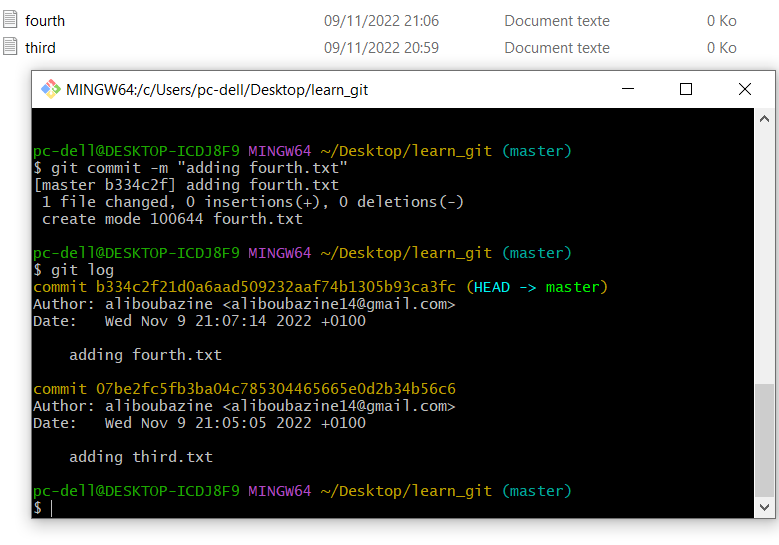 fourth 09/11/2022 21:06 Document texte 0 Ko
third 09/11/2022 20:59 Document texte 0 Ko
MINGW64:/c/Users/pc-dell/Desktop/learn_git
pc-dell@DESKTOP-ICDJ8F9 MINGW64 ~/Desktop/learn_git (master)
$ git commit -m "adding fourth.txt"
[master b334c2f] adding fourth.txt
 1 file changed, 0 insertions(+), 0 deletions(-)
 create mode 100644 fourth.txt
pc-dell@DESKTOP-ICDJ8F9 MINGW64 ~/Desktop/learn_git (master)
$ git log
commit b334c2f21d0a6aad509232aaf74b1305b93ca3fc (HEAD -> master)
Author: aliboubazine <aliboubazine14@gmail.com>
Date:   Wed Nov 9 21:07:14 2022 +0100
    adding fourth.txt
commit 07be2fc5fb3ba04c785304465665e0d2b34b56c6
Author: aliboubazine <aliboubazine14@gmail.com>
Date:   Wed Nov 9 21:05:05 2022 +0100
    adding third.txt
pc-dell@DESKTOP-ICDJ8F9 MINGW64 ~/Desktop/learn_git (master)
$